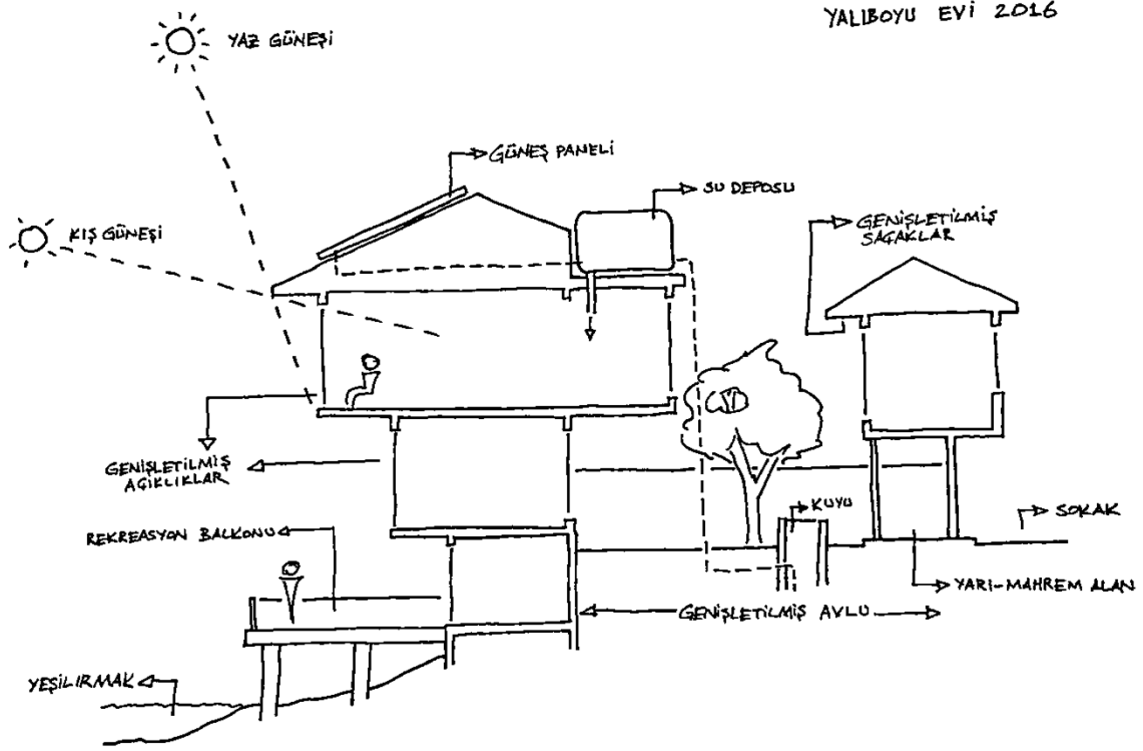 YALIBOYU EVİ 2016
YAZ GÜNEŞİ
GÜNEŞ PANELİ
SU DEPOSU
KIŞ GÜNEŞİ
GENİŞLETİLMİŞ
SAÇAKLAR
GENİŞLETİLMİŞ
AÇIKLIKLAR
KUYU
SOKAK
REKREASYON BALKONU
YARI-MAHREM ALAN
GENİŞLETİLMİŞ AVLU
YEŞİLIRMAK